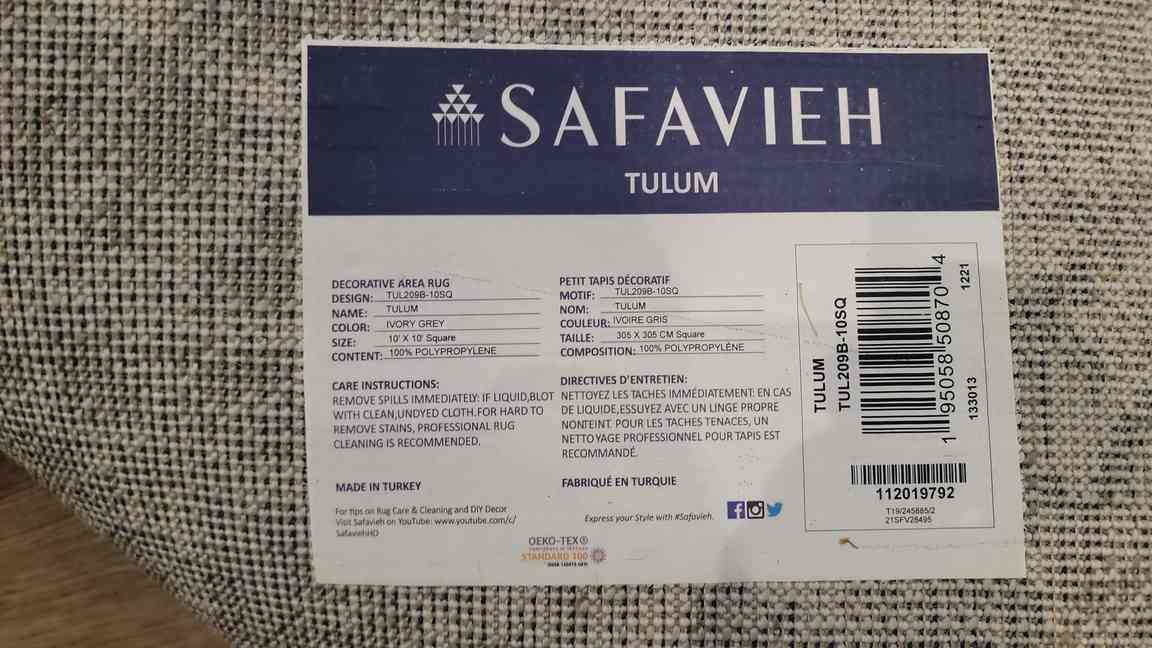 SAFAVIEH
TULUM
DECORATIVE AREA RUG
DESIGN: TUL209B-10SQ
NAME: TULUM
COLOR: IVORY GREY
SIZE: 10' X 10' Square
CONTENT: 100% POLYPROPYLENE
CARE INSTRUCTIONS:
REMOVE SPILLS IMMEDIATELY: IF LIQUID,BLOT
WITH CLEAN,UNDYED CLOTH.FOR HARD TO
REMOVE STAINS, PROFESSIONAL RUG
CLEANING IS RECOMMENDED.
MADE IN TURKEY
For tips on Rug Care & Cleaning and DIY Decor
Visit Safavieh on YouTube: www.youtube.com/c/
SafaviehHD
PETIT TAPIS DÉCORATIF
MOTIF: TUL209B-10SQ
NOM: TULUM
COULEUR: IVOIRE GRIS
TAILLE: 305 X 305 CM Square
COMPOSITION: 100% POLYPROPYLÈNE
DIRECTIVES D'ENTRETIEN:
NETTOYEZ LES TACHES IMMÉDIATEMENT: EN CAS
DE LIQUIDE,ESSUYEZ AVEC UN LINGE PROPRE
NONTEINT. POUR LES TACHES TENACES, UN
NETTO YAGE PROFESSIONNEL POUR TAPIS EST
RECOMMANDÉ.
FABRIQUÉ EN TURQUIE
Express your Style with #Safavieh.
OEKO-TEX®
STANDARD 100
TULUM
TUL209B-10SQ
1 95058 50870 4
133013 1221
112019792
T19/245885/2
21SFV28495